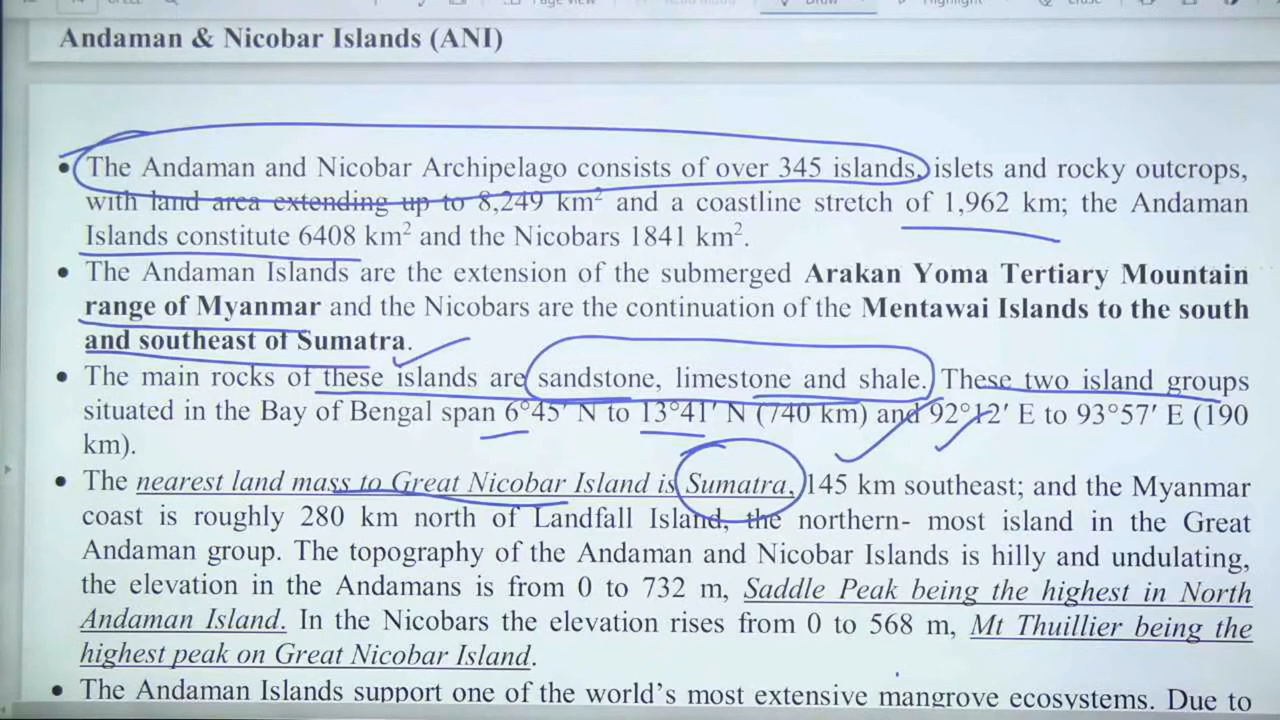 Page view
Draw
Highlight
Erase
Andaman & Nicobar Islands (ANI)
• The Andaman and Nicobar Archipelago consists of over 345 islands, islets and rocky outcrops,
with land area extending up to 8,249 km² and a coastline stretch of 1,962 km; the Andaman
Islands constitute 6408 km² and the Nicobars 1841 km².
• The Andaman Islands are the extension of the submerged Arakan Yoma Tertiary Mountain
range of Myanmar and the Nicobars are the continuation of the Mentawai Islands to the south
and southeast of Sumatra.
• The main rocks of these islands are sandstone, limestone and shale. These two island groups
situated in the Bay of Bengal span 6°45′ N to 13°41′ N (740 km) and 92°12′ E to 93°57′ E (190
km).
• The nearest land mass to Great Nicobar Island is Sumatra, 145 km southeast; and the Myanmar
coast is roughly 280 km north of Landfall Island, the northern- most island in the Great
Andaman group. The topography of the Andaman and Nicobar Islands is hilly and undulating,
the elevation in the Andamans is from 0 to 732 m, Saddle Peak being the highest in North
Andaman Island. In the Nicobars the elevation rises from 0 to 568 m, Mt Thuillier being the
highest peak on Great Nicobar Island.
• The Andaman Islands support one of the world's most extensive mangrove ecosystems. Due to